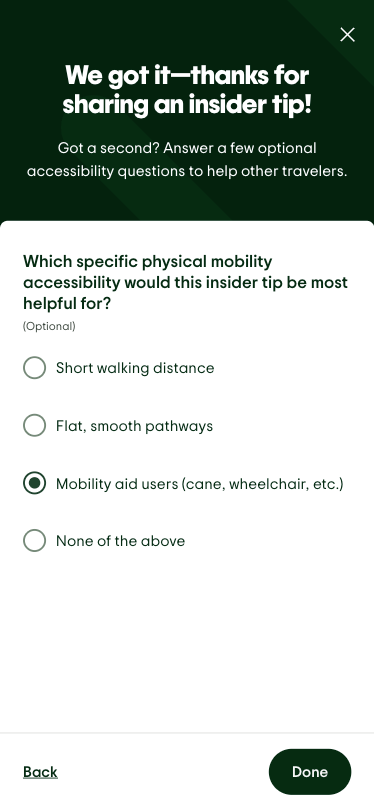 We got it—thanks for
sharing an insider tip!
Got a second? Answer a few optional
accessibility questions to help other travelers.
Which specific physical mobility
accessibility would this insider tip be most
helpful for?
(Optional)
Short walking distance
Flat, smooth pathways
Mobility aid users (cane, wheelchair, etc.)
None of the above
Back
Done